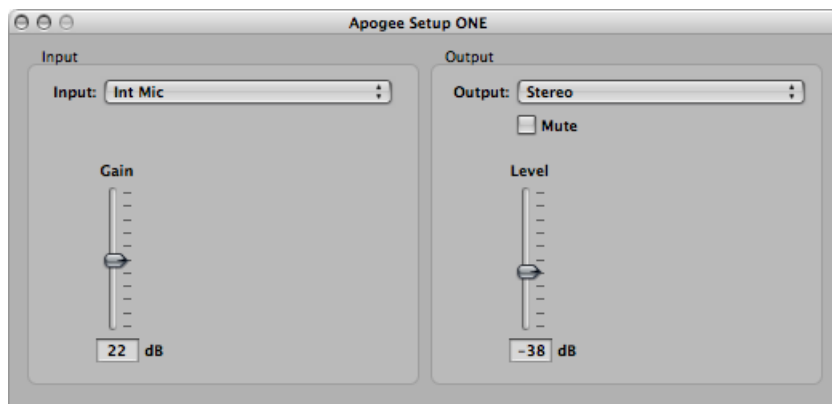 Apogee Setup ONE
Input
Input: Int Mic
Gain
22 dB
Output
Output: Stereo
Mute
Level
-38 dB